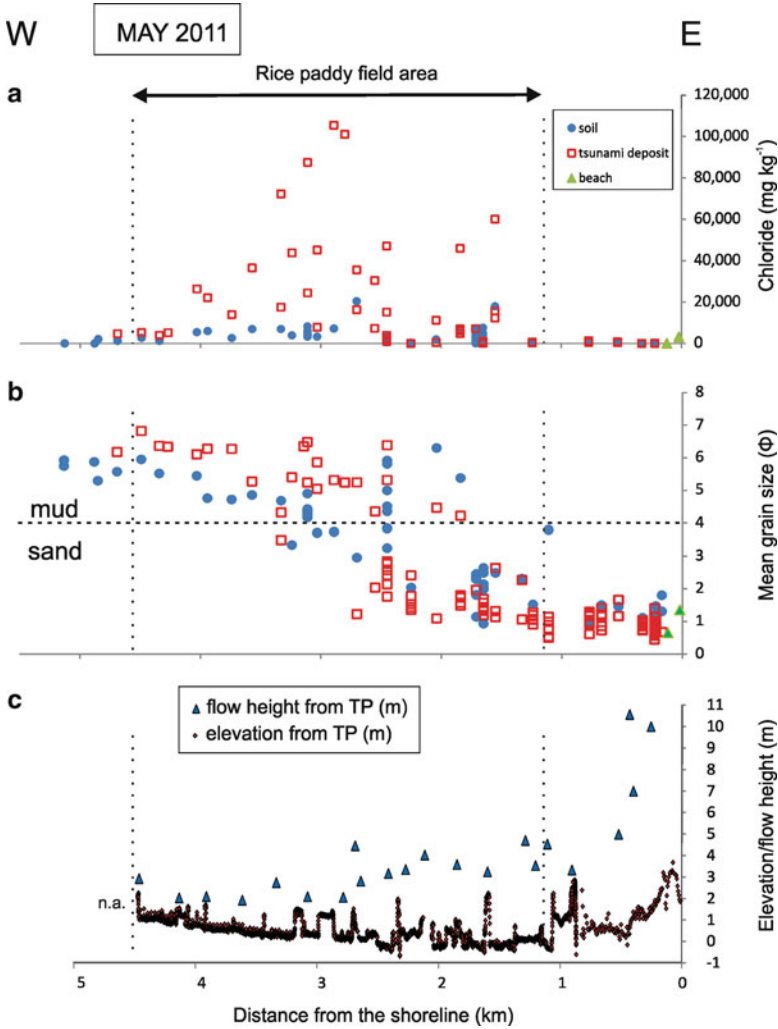 W
MAY 2011
E
Rice paddy field area
a
120,000
100,000
80,000
60,000
40,000
20,000
0
Chloride (mg kg⁻¹)
soil
tsunami deposit
beach
b
8
7
6
5
4
3
2
1
0
Mean grain size (Φ)
mud
sand
c
flow height from TP (m)
elevation from TP (m)
11
10
9
8
7
6
5
4
3
2
1
0
-1
Elevation/flow height (m)
n.a.
5 4 3 2 1 0
Distance from the shoreline (km)